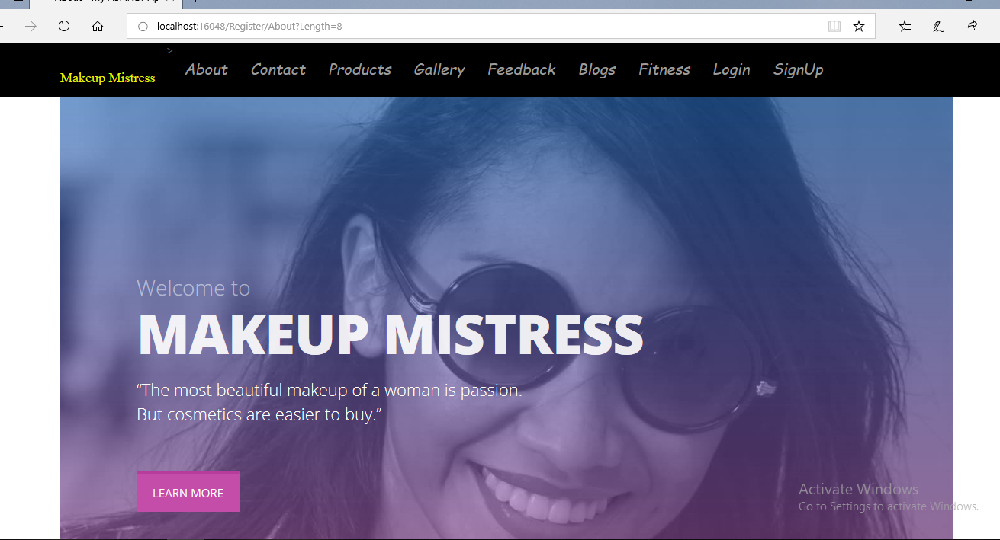 localhost:16048/Register/About?Length=8
>
Makeup Mistress
About Contact Products Gallery Feedback Blogs Fitness Login SignUp
Welcome to
MAKEUP MISTRESS
“The most beautiful makeup of a woman is passion.
But cosmetics are easier to buy.”
LEARN MORE
Activate Windows
Go to Settings to activate Windows.